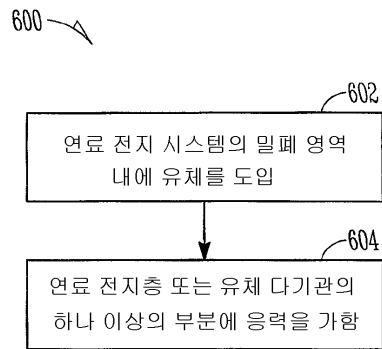 600
602
연료 전지 시스템의 밀폐 영역
내에 유체를 도입
604
연료 전지층 또는 유체 다기관의
하나 이상의 부분에 응력을 가함